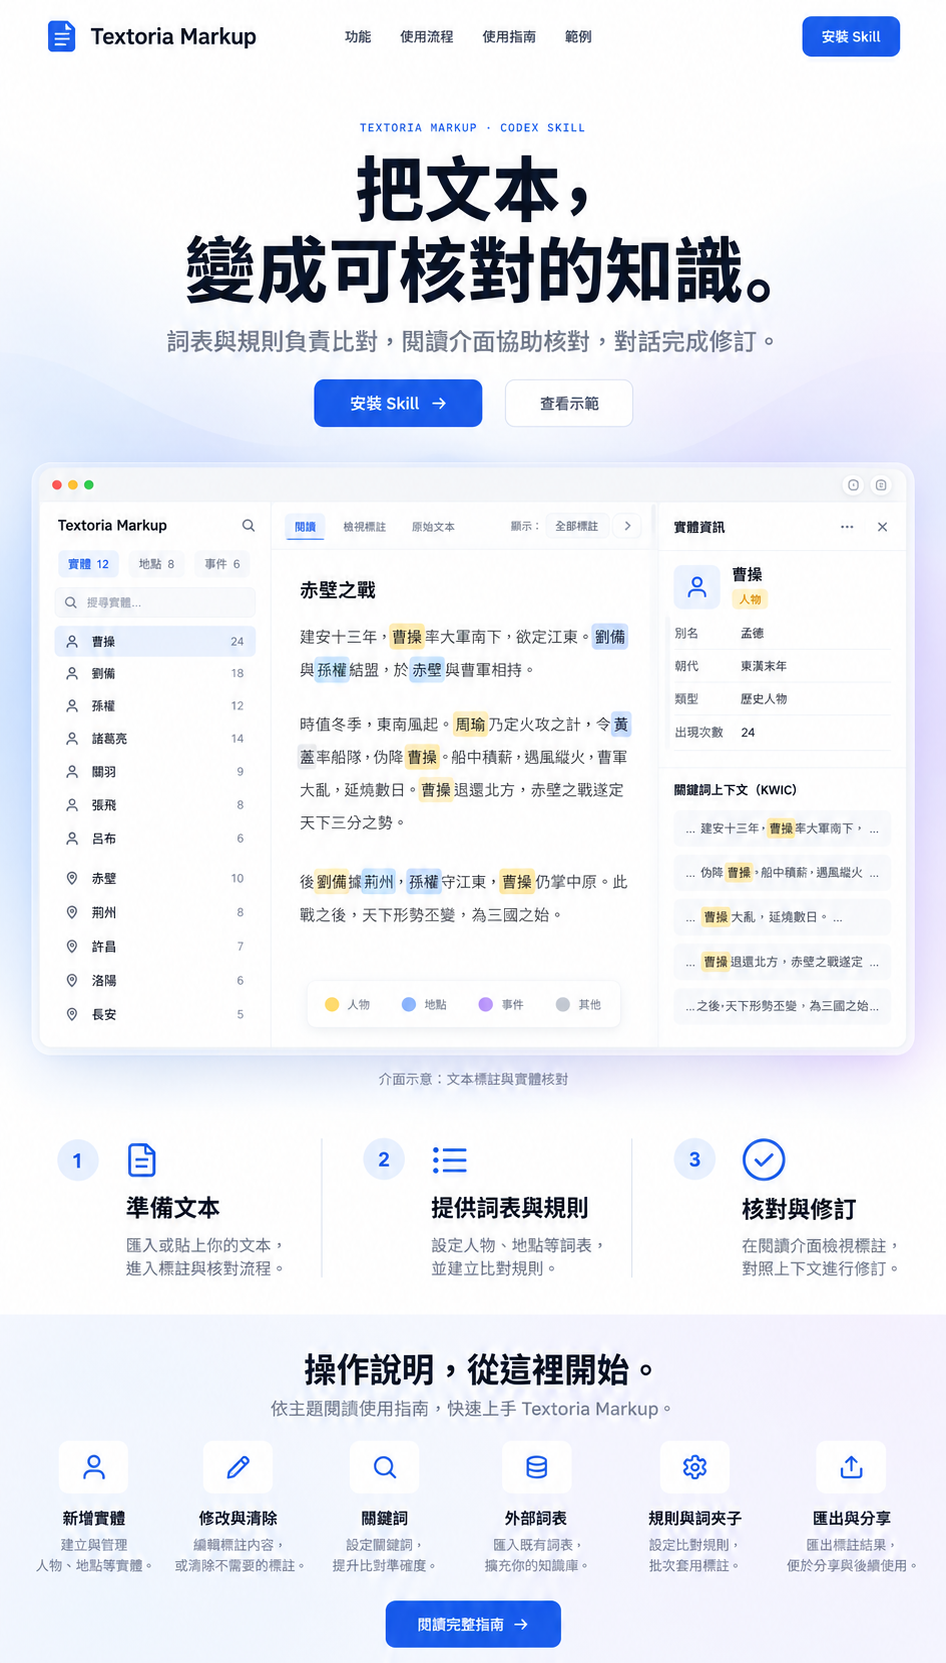 Textoria Markup
功能 使用流程 使用指南 範例
安裝 Skill
TEXTORIA MARKUP · CODEX SKILL
把文本，
變成可核對的知識。
詞表與規則負責比對，閱讀介面協助核對，對話完成修訂。
安裝 Skill →
查看示範
Textoria Markup
實體 12 地點 8 事件 6
搜尋實體...
曹操 24
劉備 18
孫權 12
諸葛亮 14
關羽 9
張飛 8
呂布 6
赤壁 10
荊州 8
許昌 7
洛陽 6
長安 5
閱讀 檢視標註 原始文本 顯示： 全部標註
赤壁之戰
建安十三年，曹操率大軍南下，欲定江東。劉備
與孫權結盟，於赤壁與曹軍相持。
時值冬季，東南風起。周瑜乃定火攻之計，令黃
蓋率船隊，偽降曹操。船中積薪，遇風縱火，曹軍
大亂，延燒數日。曹操退還北方，赤壁之戰遂定
天下三分之勢。
後劉備據荊州，孫權守江東，曹操仍掌中原。此
戰之後，天下形勢丕變，為三國之始。
人物 地點 事件 其他
實體資訊
曹操
人物
別名 孟德
朝代 東漢末年
類型 歷史人物
出現次數 24
關鍵詞上下文（KWIC）
... 建安十三年，曹操率大軍南下， ...
... 偽降曹操，船中積薪，遇風縱火 ...
... 曹操大亂，延燒數日。 ...
... 曹操退還北方，赤壁之戰遂定 ...
...之後，天下形勢丕變，為三國之始...
介面示意：文本標註與實體核對
1
準備文本
匯入或貼上你的文本，
進入標註與核對流程。
2
提供詞表與規則
設定人物、地點等詞表，
並建立比對規則。
3
核對與修訂
在閱讀介面檢視標註，
對照上下文進行修訂。
操作說明，從這裡開始。
依主題閱讀使用指南，快速上手 Textoria Markup。
新增實體
建立與管理
人物、地點等實體。
修改與清除
編輯標註內容，
或清除不需要的標註。
關鍵詞
設定關鍵詞，
提升比對準確度。
外部詞表
匯入既有詞表，
擴充你的知識庫。
規則與詞夾子
設定比對規則，
批次套用標註。
匯出與分享
匯出標註結果，
便於分享與後續使用。
閱讀完整指南 →